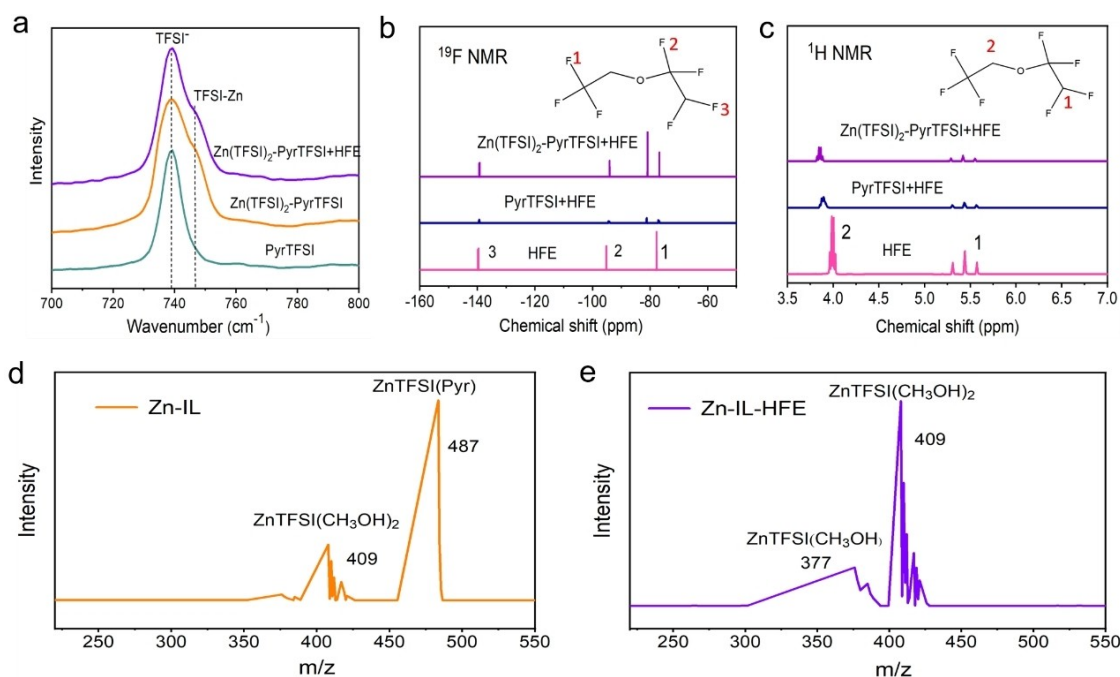 a
TFSI⁻
TFSI-Zn
Zn(TFSI)₂-PyrTFSI+HFE
Zn(TFSI)₂-PyrTFSI
PyrTFSI
Intensity
700 720 740 760 780 800
Wavenumber (cm⁻¹)
b
¹⁹F NMR
1
2
3
F
F
F
O
F
F
F
F
Zn(TFSI)₂-PyrTFSI+HFE
PyrTFSI+HFE
3 HFE 2 1
-160 -140 -120 -100 -80 -60
Chemical shift (ppm)
c
¹H NMR
2
1
F
F
F
O
F
F
F
F
Zn(TFSI)₂-PyrTFSI+HFE
PyrTFSI+HFE
2 HFE 1
3.5 4.0 4.5 5.0 5.5 6.0 6.5 7.0
Chemical shift (ppm)
d
Zn-IL
ZnTFSI(Pyr)
487
ZnTFSI(CH₃OH)₂
409
Intensity
250 300 350 400 450 500 550
m/z
e
Zn-IL-HFE
ZnTFSI(CH₃OH)₂
409
ZnTFSI(CH₃OH)
377
Intensity
250 300 350 400 450 500 550
m/z